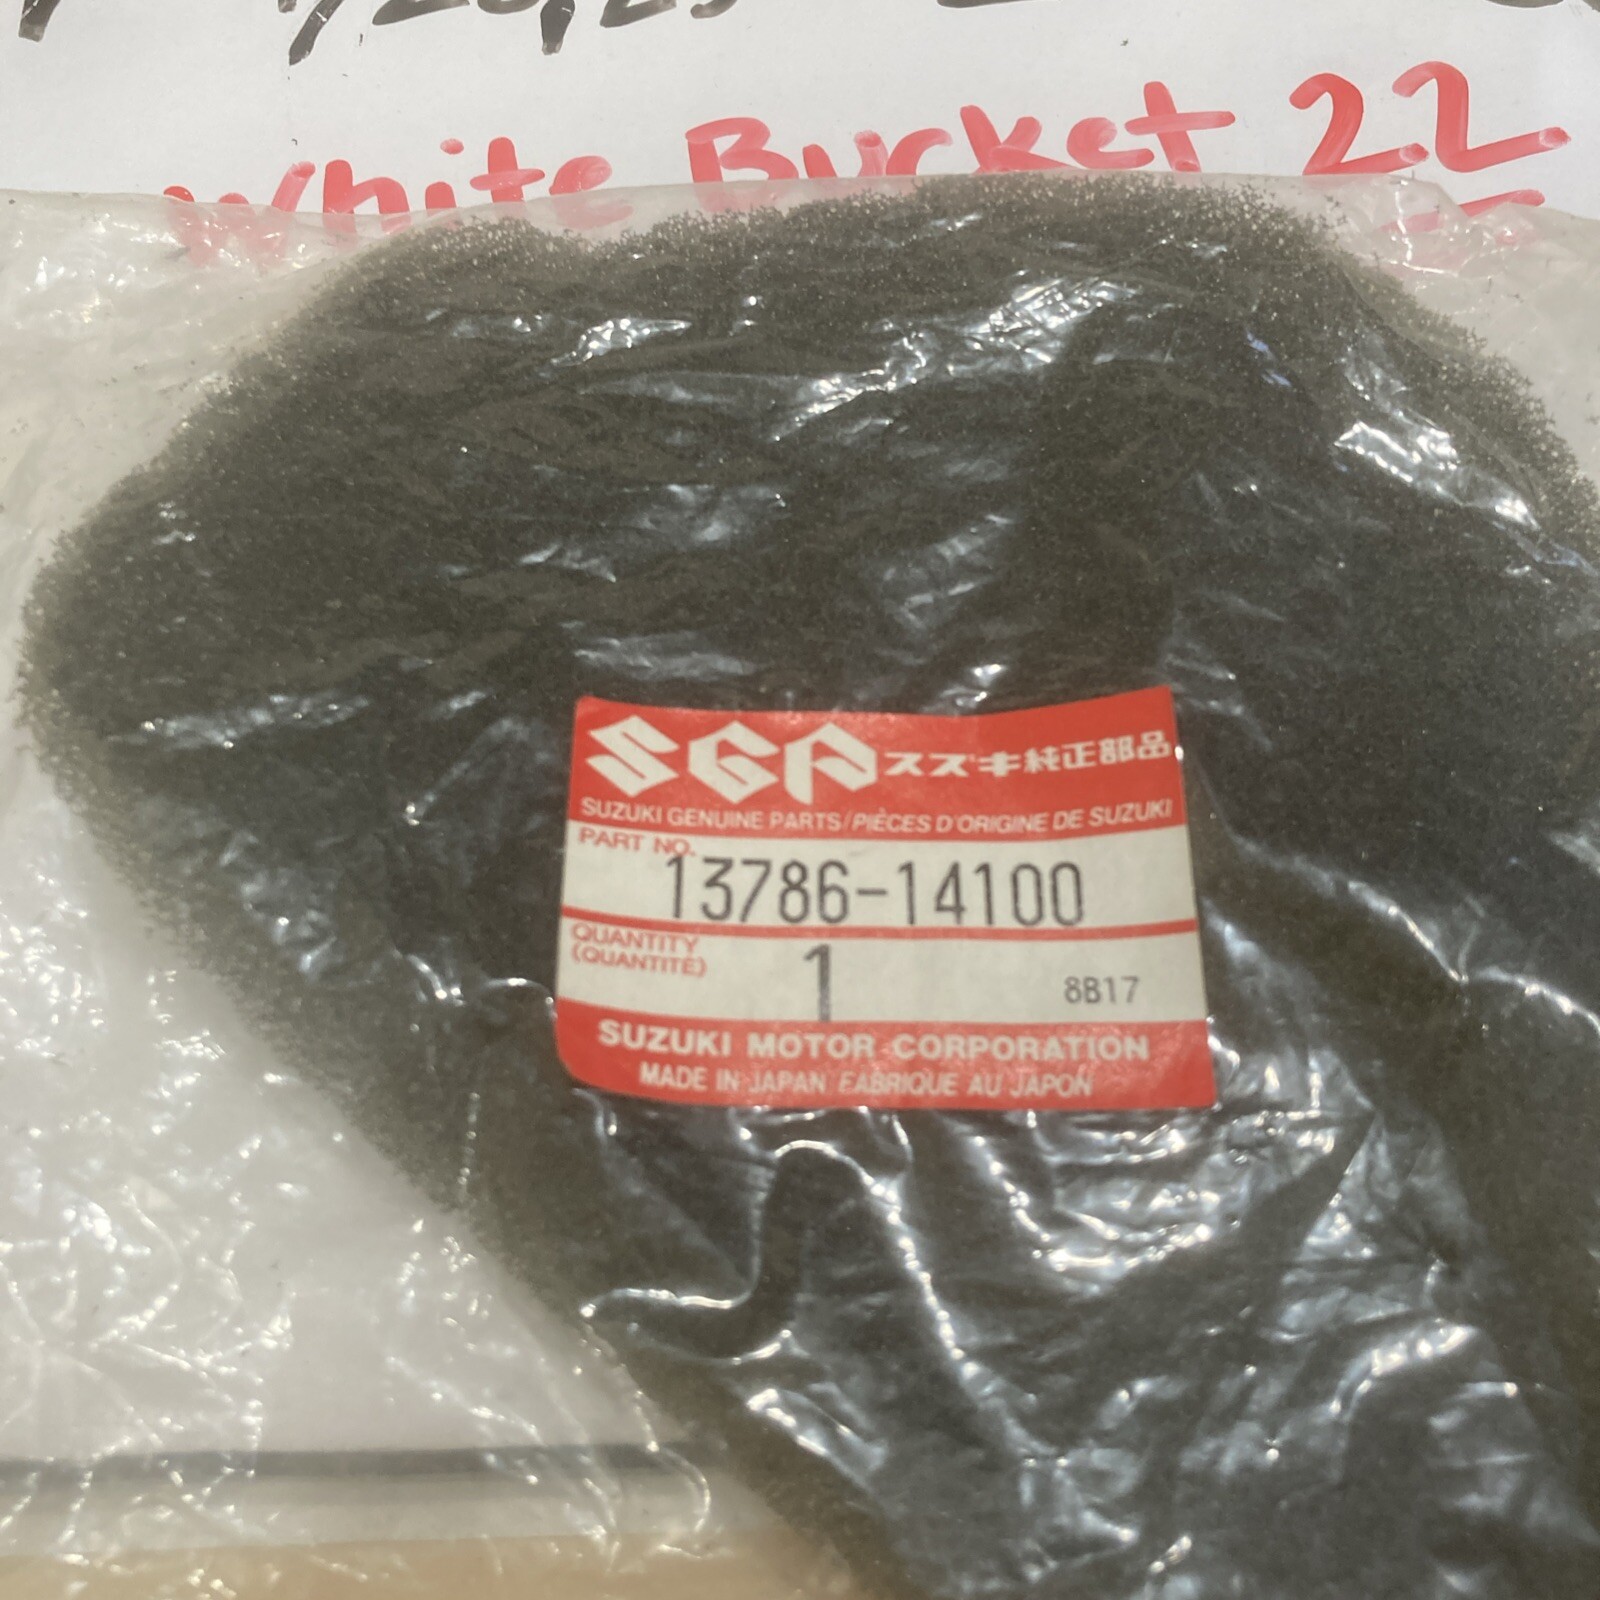 White Bucket 22
SGP スズキ純正部品
SUZUKI GENUINE PARTS/PIÈCES D'ORIGINE DE SUZUKI
PART NO.
13786-14100
QUANTITY
(QUANTITÉ)
1
8B17
SUZUKI MOTOR CORPORATION
MADE IN JAPAN FABRIQUE AU JAPON